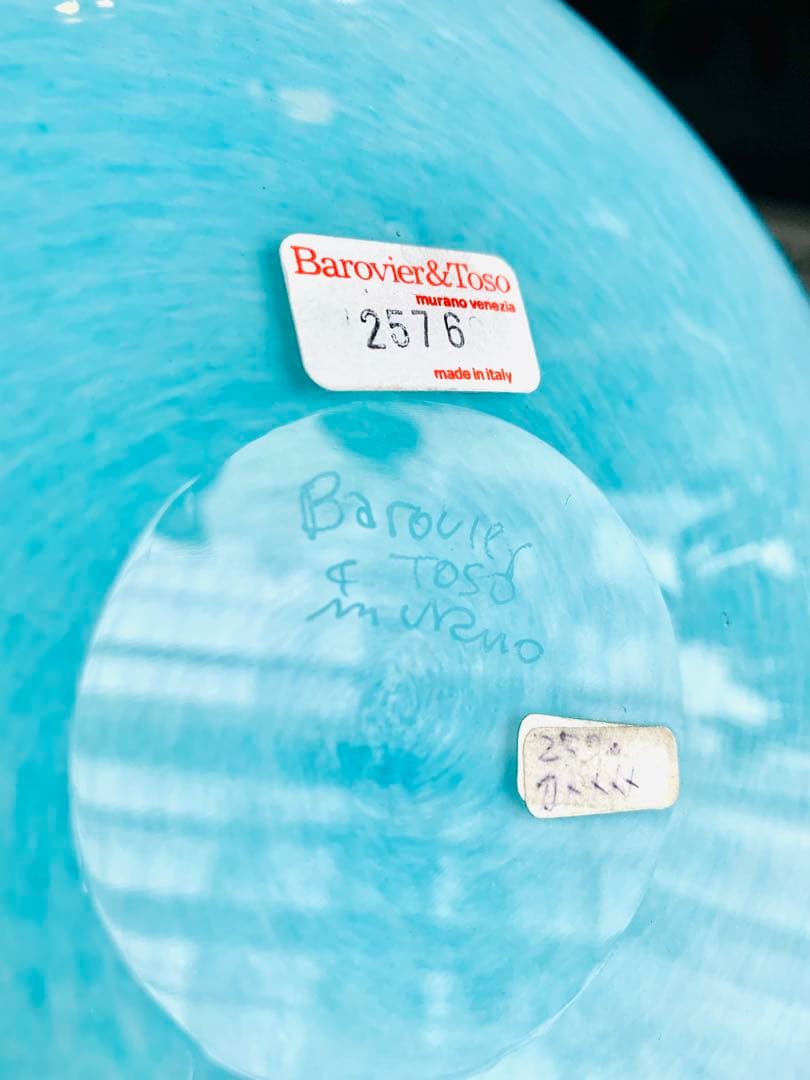 Barovier&Toso
murano venezia
2576
made in italy
Barovier
& Toso
murano